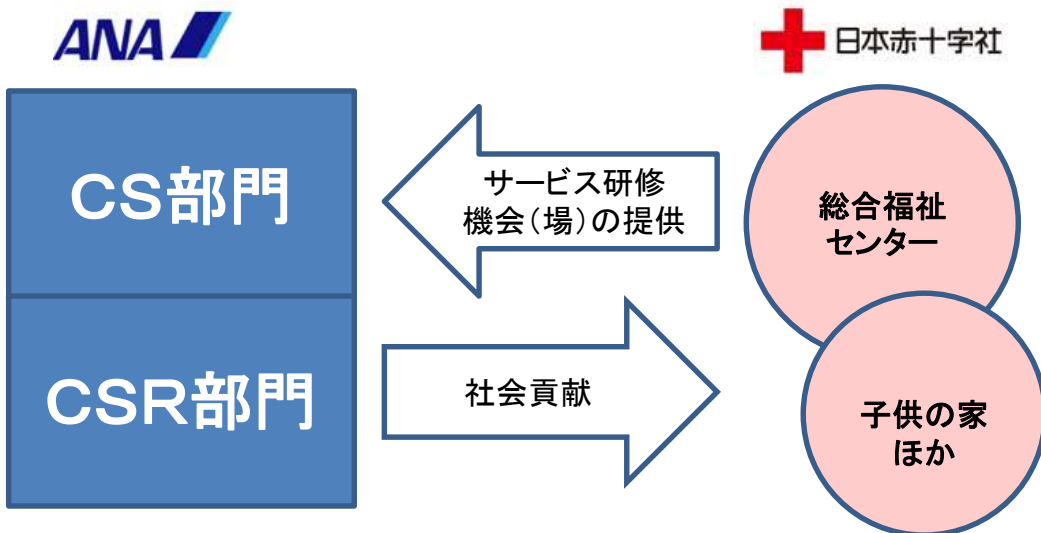 ANA
日本赤十字社
CS部門
サービス研修
機会(場)の提供
総合福祉
センター
CSR部門
社会貢献
子供の家
ほか